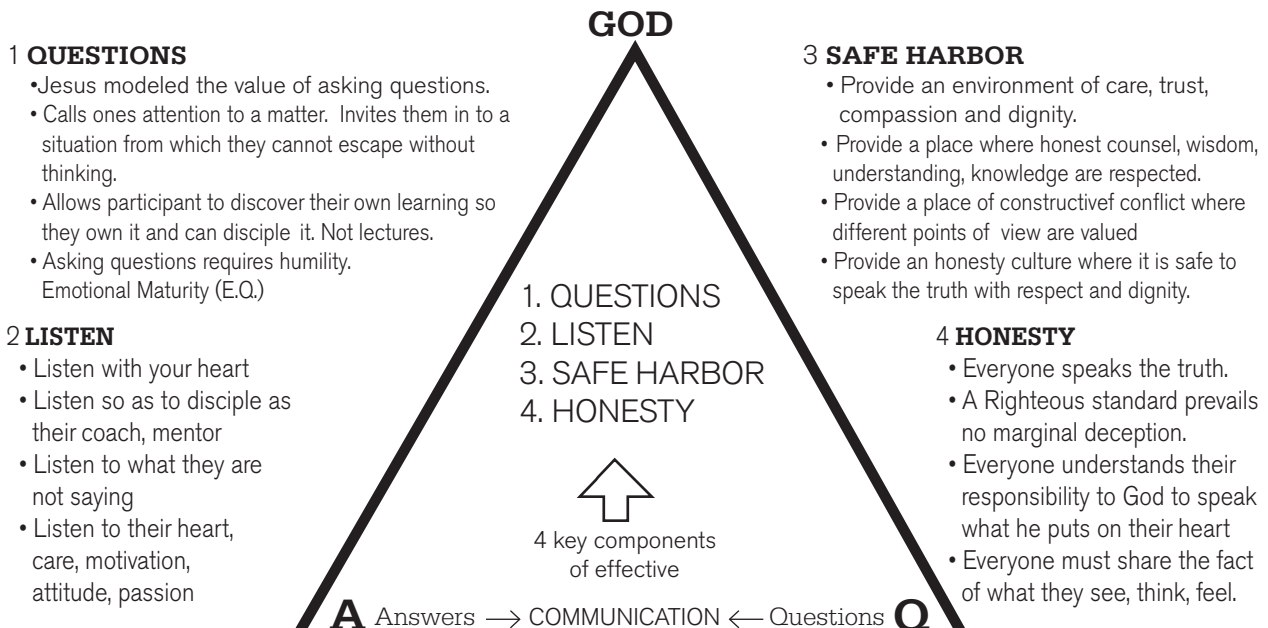 GOD
1 QUESTIONS
•Jesus modeled the value of asking questions.
• Calls ones attention to a matter. Invites them in to a
situation from which they cannot escape without
thinking.
• Allows participant to discover their own learning so
they own it and can disciple it. Not lectures.
• Asking questions requires humility.
Emotional Maturity (E.Q.)
2 LISTEN
• Listen with your heart
• Listen so as to disciple as
their coach, mentor
• Listen to what they are
not saying
• Listen to their heart,
care, motivation,
attitude, passion
1. QUESTIONS
2. LISTEN
3. SAFE HARBOR
4. HONESTY
4 key components
of effective
A Answers → COMMUNICATION ← Questions Q
3 SAFE HARBOR
• Provide an environment of care, trust,
compassion and dignity.
• Provide a place where honest counsel, wisdom,
understanding, knowledge are respected.
• Provide a place of constructivef conflict where
different points of view are valued
• Provide an honesty culture where it is safe to
speak the truth with respect and dignity.
4 HONESTY
• Everyone speaks the truth.
• A Righteous standard prevails
no marginal deception.
• Everyone understands their
responsibility to God to speak
what he puts on their heart
• Everyone must share the fact
of what they see, think, feel.